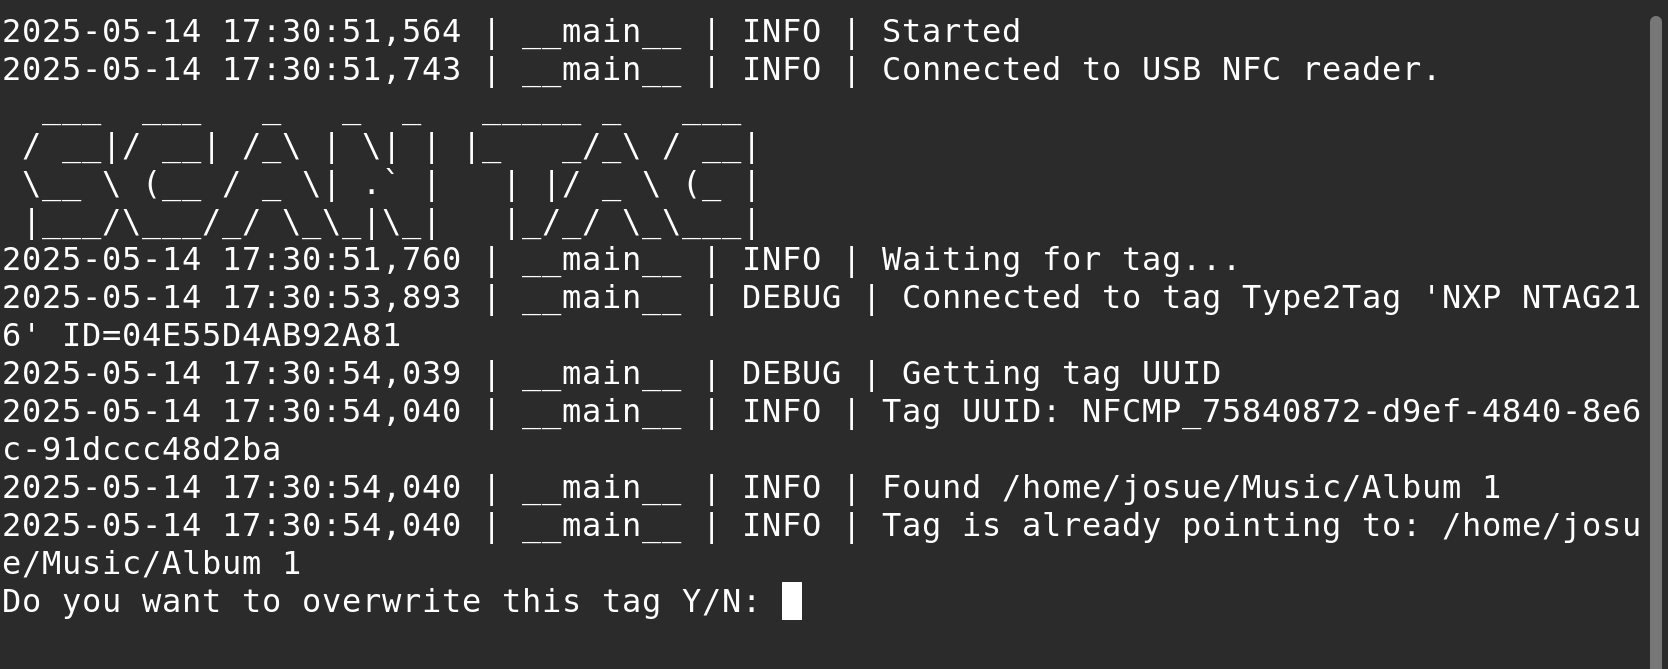 2025-05-14 17:30:51,564 | __main__ | INFO | Started
2025-05-14 17:30:51,743 | __main__ | INFO | Connected to USB NFC reader.
  ___  ___   _   _  _   _____ _   ___
 / __|/ __| /_\ | \| | |_   _/_\ / __|
 \__ \ (__ / _ \| .` |   | |/ _ \ (_ |
 |___/\___/_/ \_\_|\_|   |_/_/ \_\___|
2025-05-14 17:30:51,760 | __main__ | INFO | Waiting for tag...
2025-05-14 17:30:53,893 | __main__ | DEBUG | Connected to tag Type2Tag 'NXP NTAG21
6' ID=04E55D4AB92A81
2025-05-14 17:30:54,039 | __main__ | DEBUG | Getting tag UUID
2025-05-14 17:30:54,040 | __main__ | INFO | Tag UUID: NFCMP_75840872-d9ef-4840-8e6
c-91dccc48d2ba
2025-05-14 17:30:54,040 | __main__ | INFO | Found /home/josue/Music/Album 1
2025-05-14 17:30:54,040 | __main__ | INFO | Tag is already pointing to: /home/josu
e/Music/Album 1
Do you want to overwrite this tag Y/N: